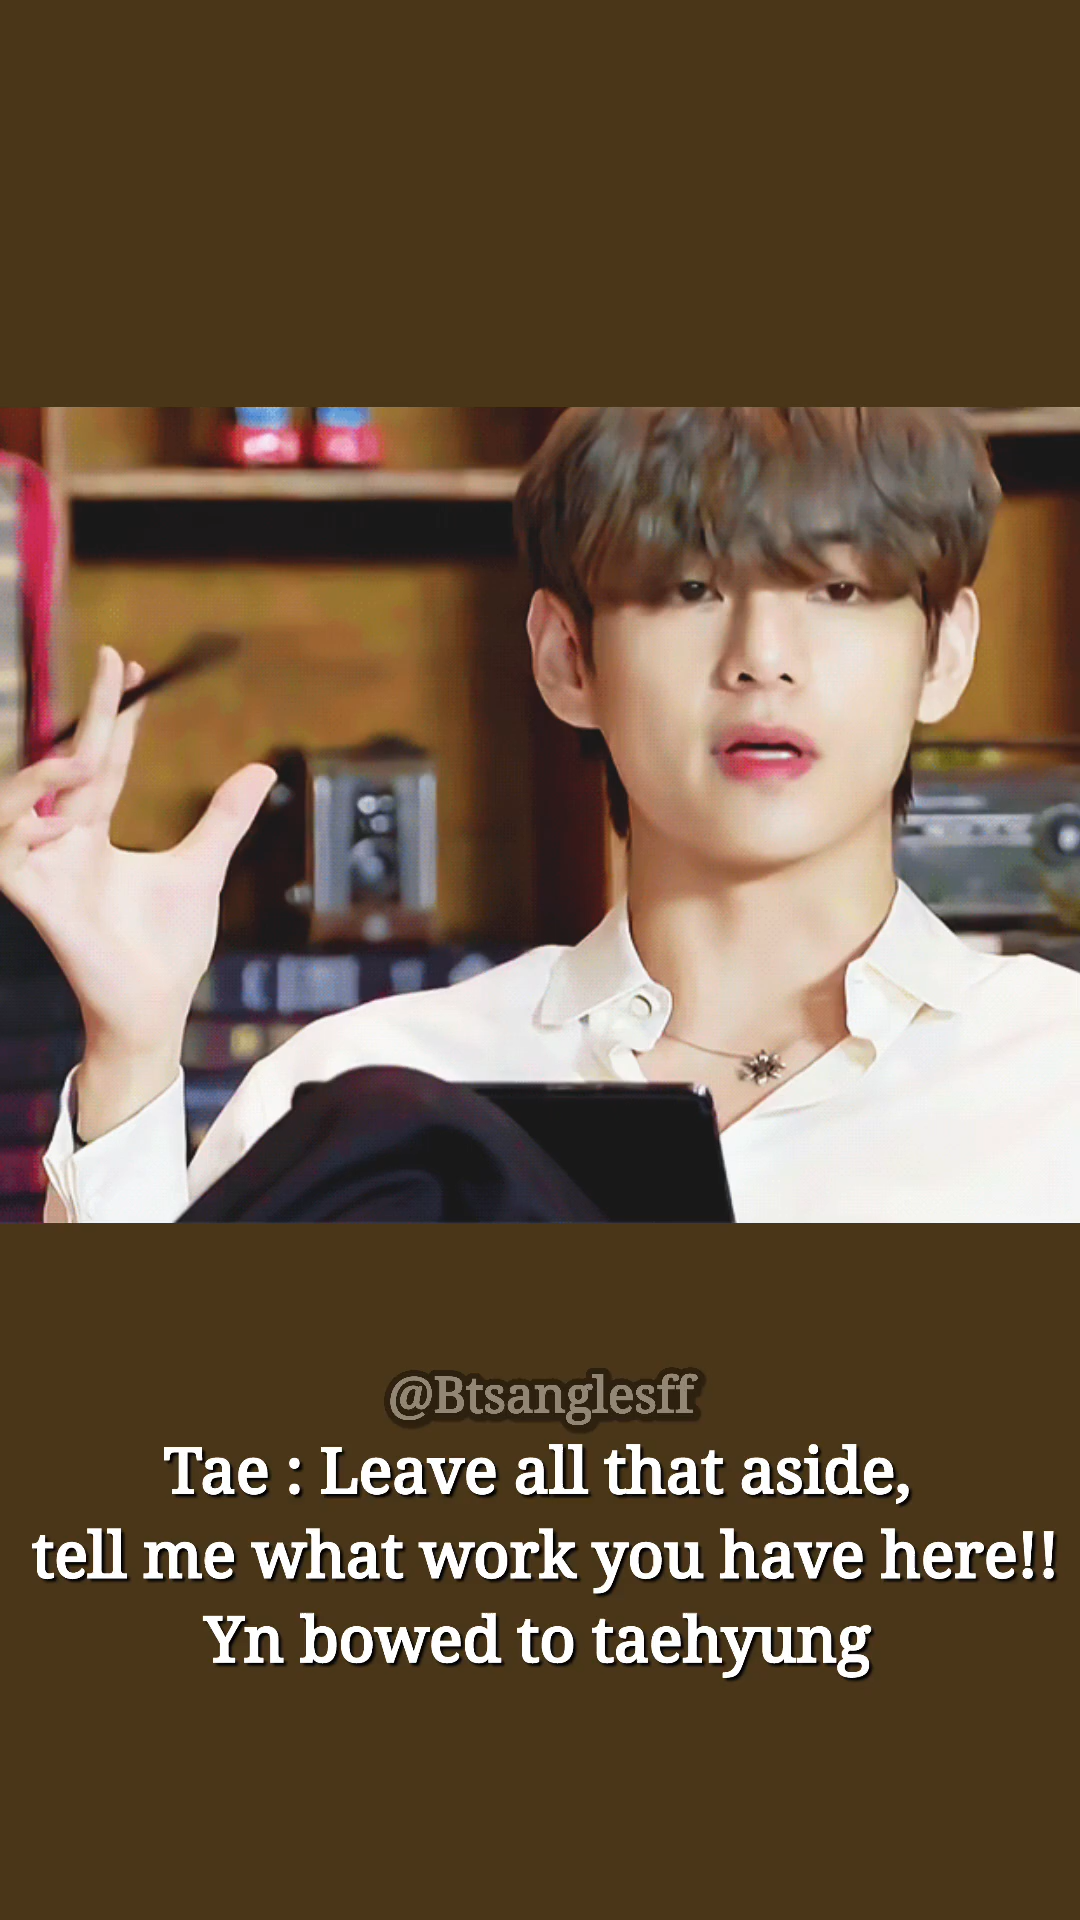 @Btsanglesff
Tae : Leave all that aside,
tell me what work you have here!!
Yn bowed to taehyung